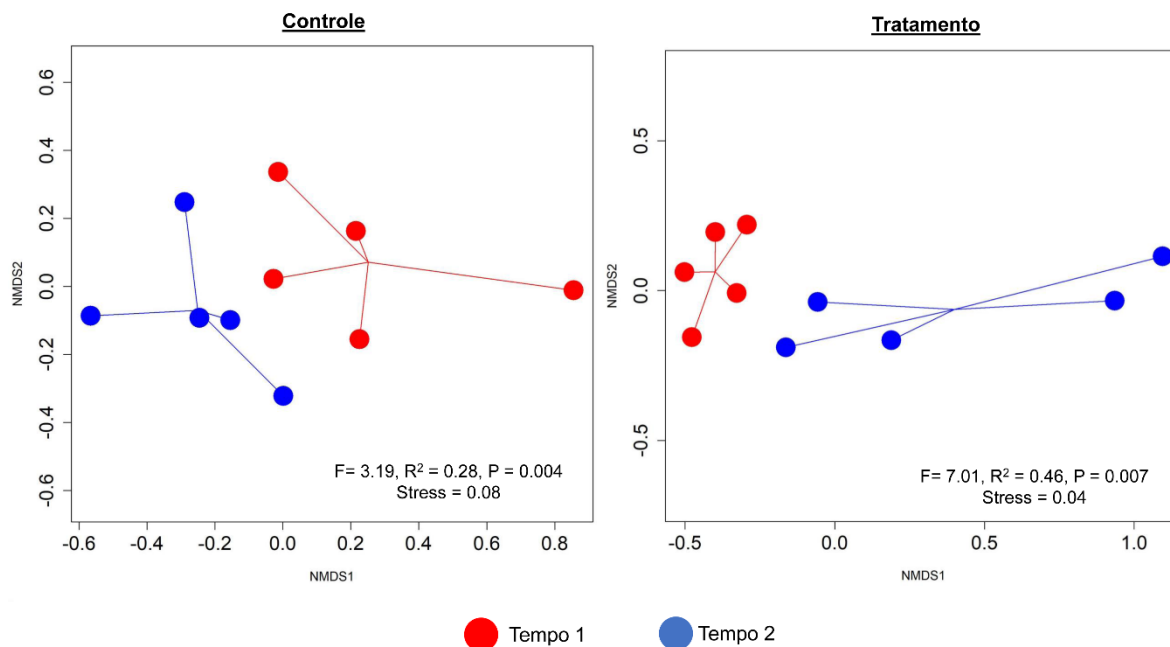 Controle
0.6
0.4
0.2
0.0
-0.2
-0.4
-0.6
NMDS2
F= 3.19, R² = 0.28, P = 0.004
Stress = 0.08
-0.6 -0.4 -0.2 0.0 0.2 0.4 0.6 0.8
NMDS1
Tratamento
0.5
0.0
-0.5
NMDS2
F = 7.01, R² = 0.46, P = 0.007
Stress = 0.04
-0.5 0.0 0.5 1.0
NMDS1
Tempo 1 Tempo 2